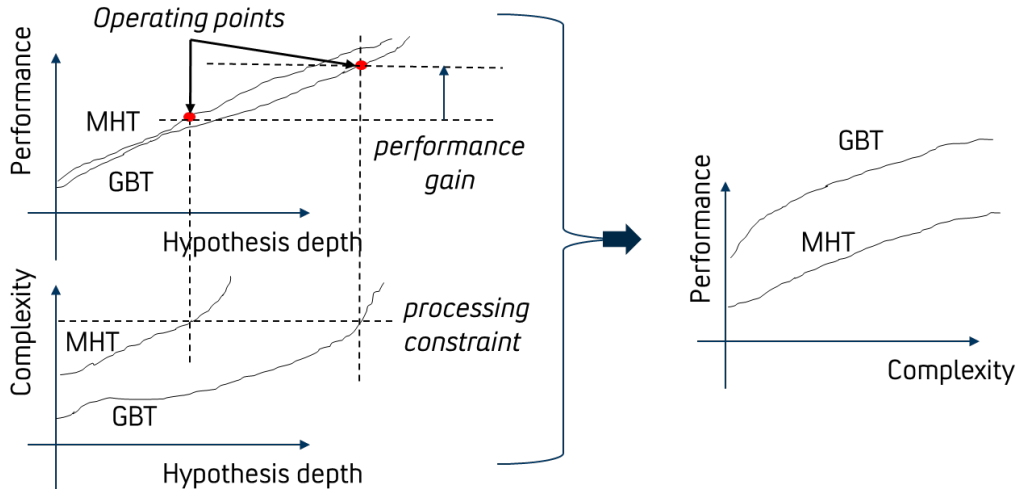 Operating points
Performance
MHT
GBT
performance
gain
Hypothesis depth
Complexity
MHT
GBT
processing
constraint
Hypothesis depth
Performance
GBT
MHT
Complexity